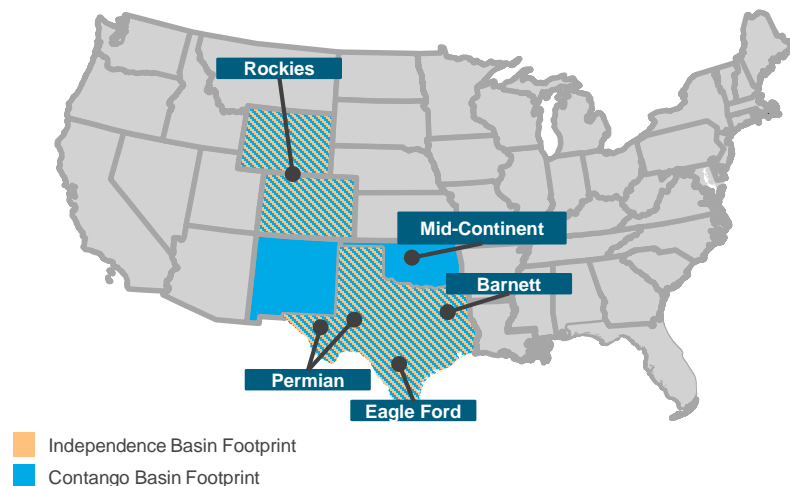 Rockies
Mid-Continent
Barnett
Permian
Eagle Ford
Independence Basin Footprint
Contango Basin Footprint